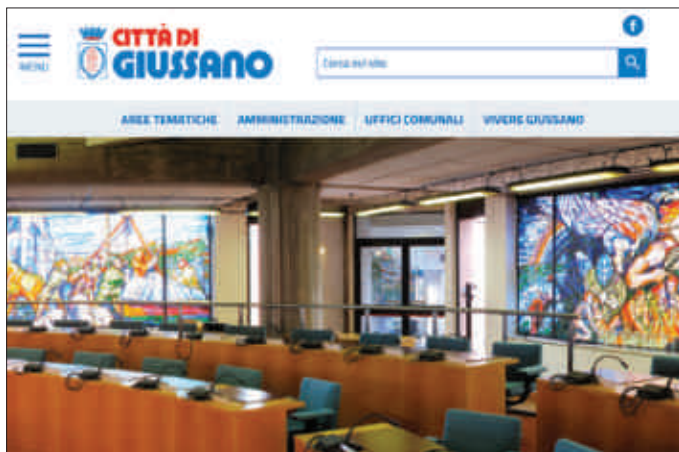 CITTÀ DI
GIUSSANO
MENU
Cerca nel sito
AREE TEMATICHE AMMINISTRAZIONE UFFICI COMUNALI VIVERE GIUSSANO